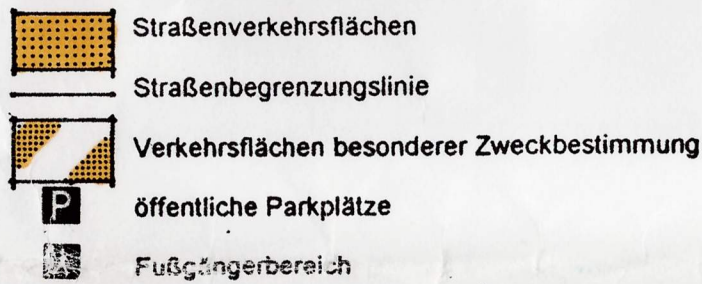 Straßenverkehrsflächen
Straßenbegrenzungslinie
Verkehrsflächen besonderer Zweckbestimmung
P öffentliche Parkplätze
Fußgängerbereich